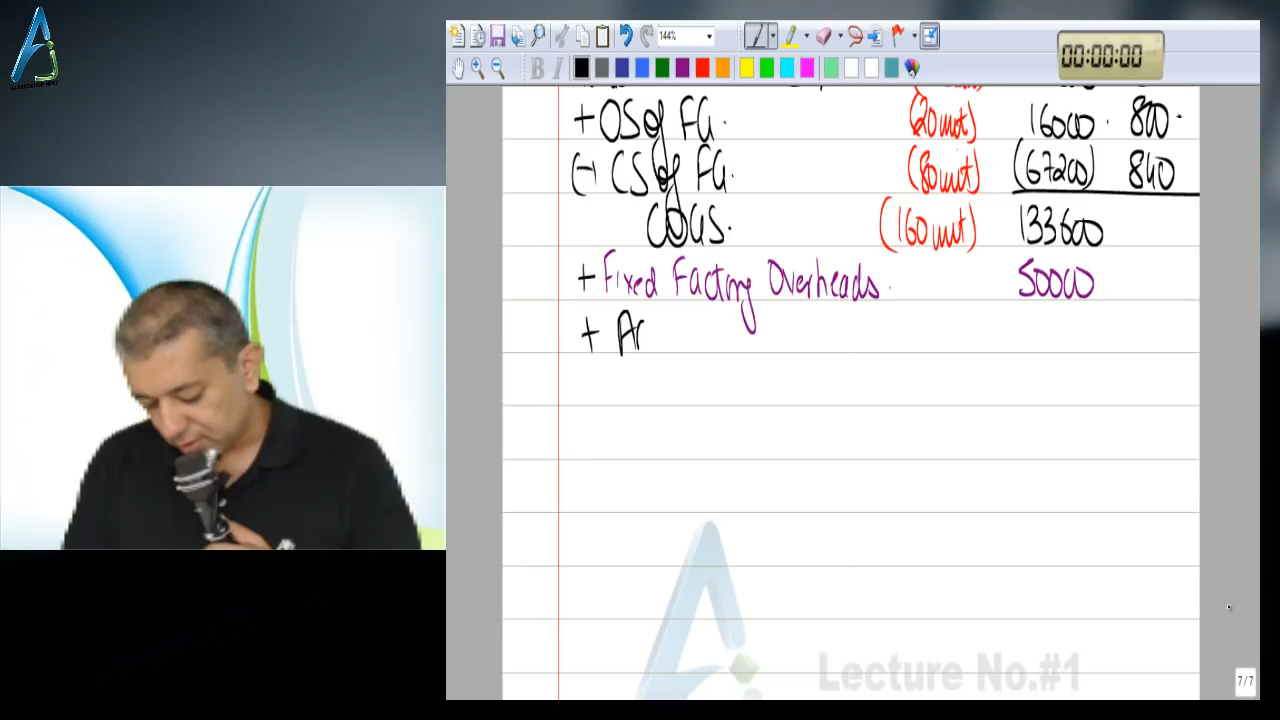 144%
00:00:00
+ OS of FG. (20 unit) 16000. 800.
(-) CS of FG. (80 unit) (67200) 840
COGS. (160 unit) 133600
+ Fixed Factory Overheads. 50000
+ Ar
Lecture No.#1
7/7